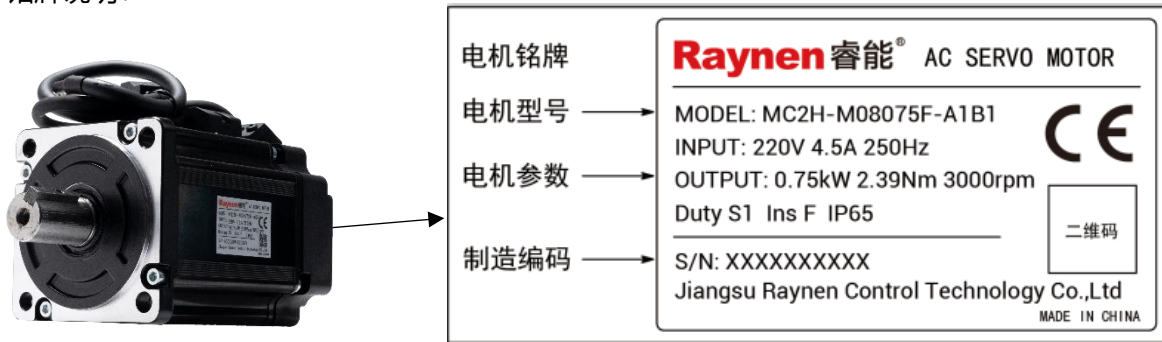 电机铭牌
Raynen睿能® AC SERVO MOTOR
电机型号
MODEL: MC2H-M08075F-A1B1
INPUT: 220V 4.5A 250Hz
电机参数
OUTPUT: 0.75kW 2.39Nm 3000rpm
Duty S1 Ins F IP65
CE
二维码
制造编码
S/N: XXXXXXXXXX
Jiangsu Raynen Control Technology Co.,Ltd
MADE IN CHINA